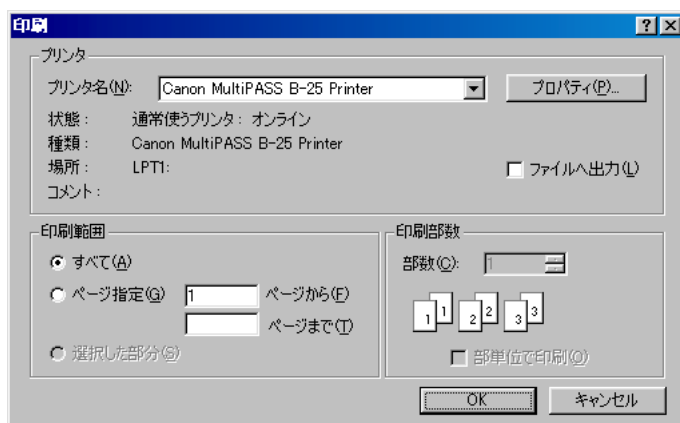 印刷
プリンタ
プリンタ名(N): Canon MultiPASS B-25 Printer プロパティ(P)...
状態: 通常使うプリンタ: オンライン
種類: Canon MultiPASS B-25 Printer
場所: LPT1: ファイルへ出力(L)
コメント:
印刷範囲
すべて(A)
ページ指定(G) 1 ページから(F)
ページまで(T)
選択した部分(S)
印刷部数
部数(C): 1
1 1 2 2 3 3
部単位で印刷(O)
OK キャンセル